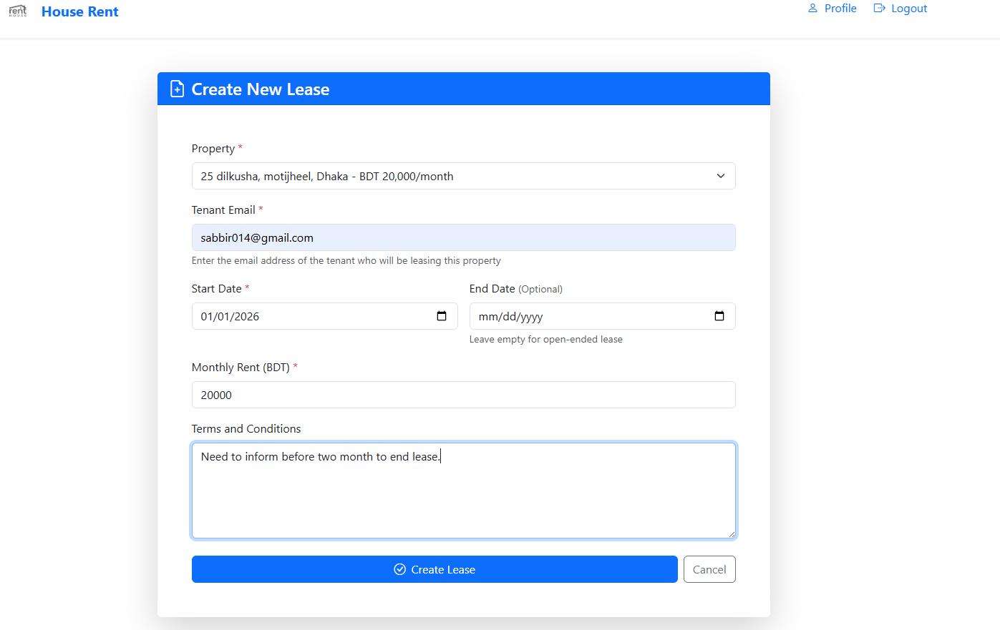 rent
HOUSE
House Rent
Profile
Logout
Create New Lease
Property *
25 dilkusha, motijheel, Dhaka - BDT 20,000/month
Tenant Email *
sabbir014@gmail.com
Enter the email address of the tenant who will be leasing this property
Start Date *
End Date (Optional)
01/01/2026
mm/dd/yyyy
Leave empty for open-ended lease
Monthly Rent (BDT) *
20000
Terms and Conditions
Need to inform before two month to end lease.
Create Lease
Cancel